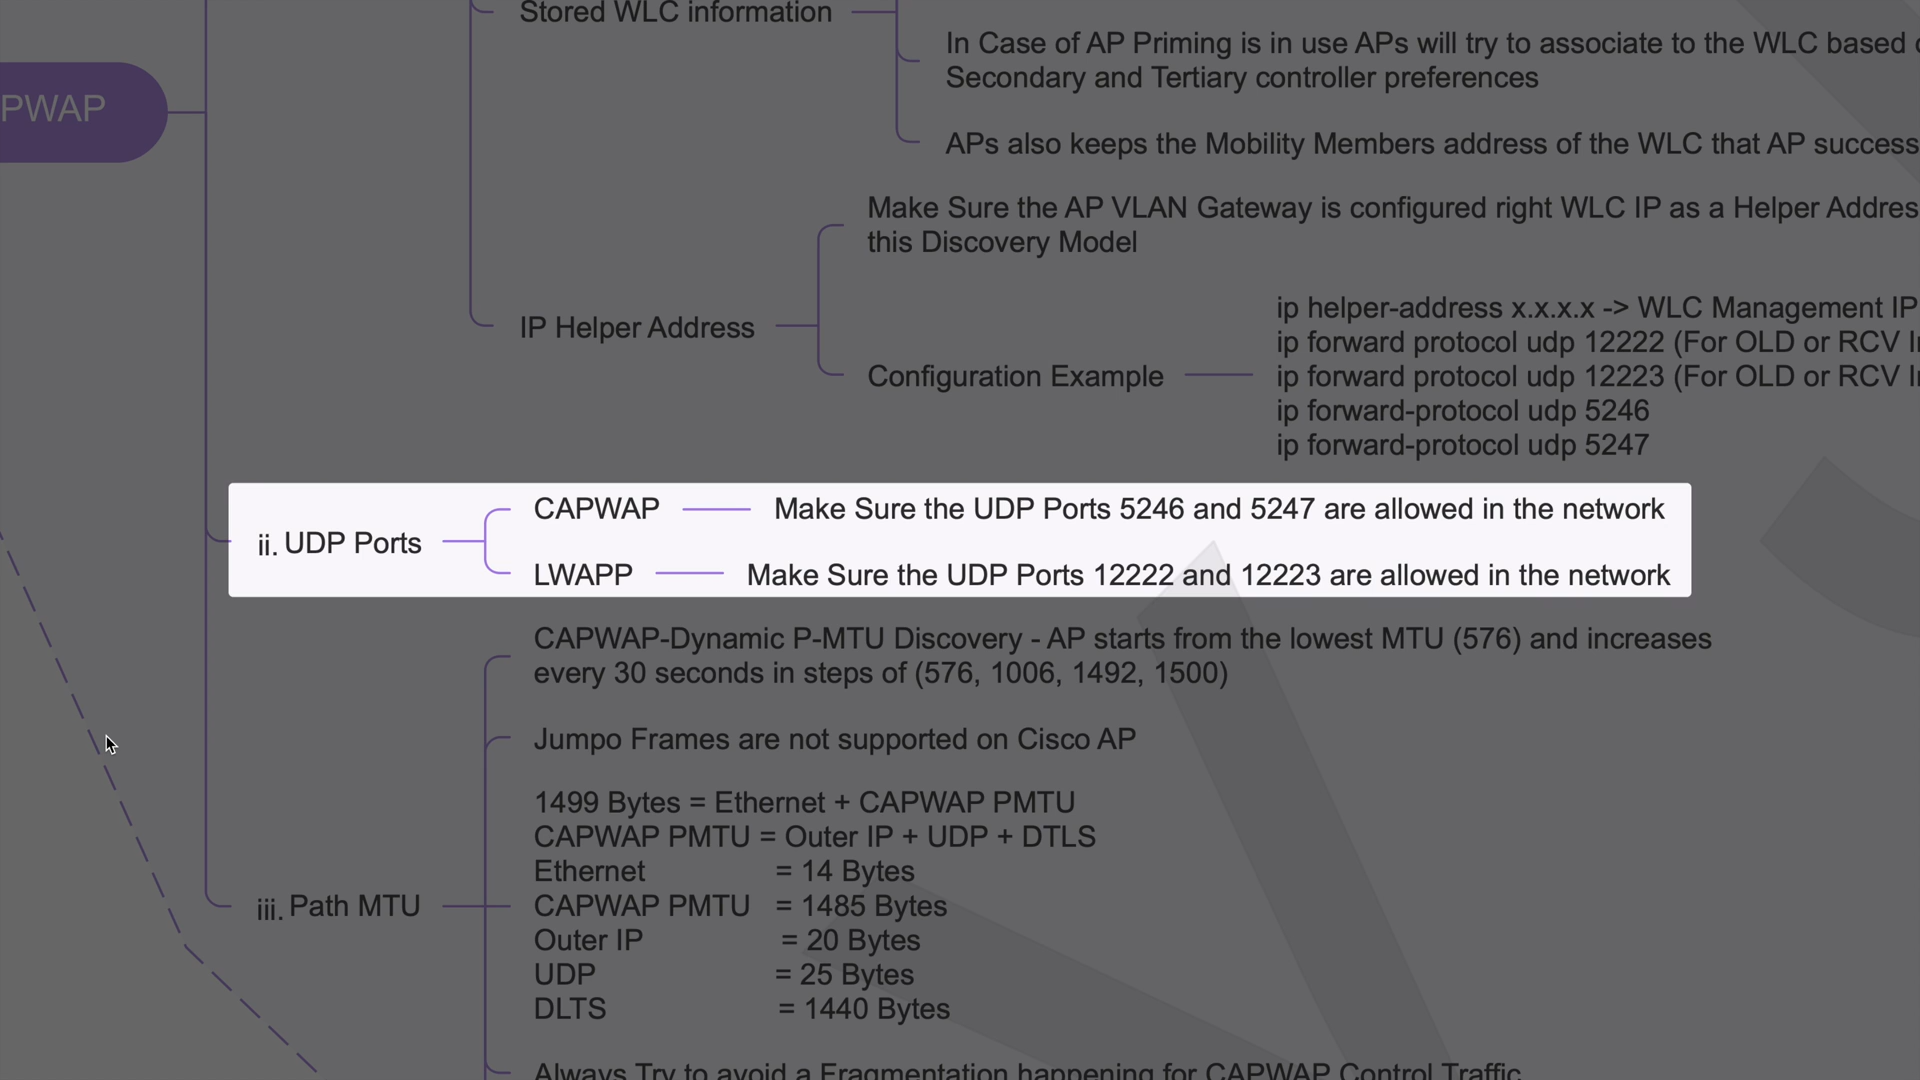 Stored WLC information
In Case of AP Priming is in use APs will try to associate to the WLC based
Secondary and Tertiary controller preferences
PWAP
APs also keeps the Mobility Members address of the WLC that AP success
Make Sure the AP VLAN Gateway is configured right WLC IP as a Helper Addres
this Discovery Model
IP Helper Address
Configuration Example
ip helper-address x.x.x.x -> WLC Management IP
ip forward protocol udp 12222 (For OLD or RCV I
ip forward protocol udp 12223 (For OLD or RCV I
ip forward-protocol udp 5246
ip forward-protocol udp 5247
ii. UDP Ports
CAPWAP
Make Sure the UDP Ports 5246 and 5247 are allowed in the network
LWAPP
Make Sure the UDP Ports 12222 and 12223 are allowed in the network
CAPWAP-Dynamic P-MTU Discovery - AP starts from the lowest MTU (576) and increases
every 30 seconds in steps of (576, 1006, 1492, 1500)
Jumpo Frames are not supported on Cisco AP
iii. Path MTU
1499 Bytes = Ethernet + CAPWAP PMTU
CAPWAP PMTU = Outer IP + UDP + DTLS
Ethernet = 14 Bytes
CAPWAP PMTU = 1485 Bytes
Outer IP = 20 Bytes
UDP = 25 Bytes
DLTS = 1440 Bytes
Always Try to avoid a Fragmentation happening for CAPWAP Control Traffic